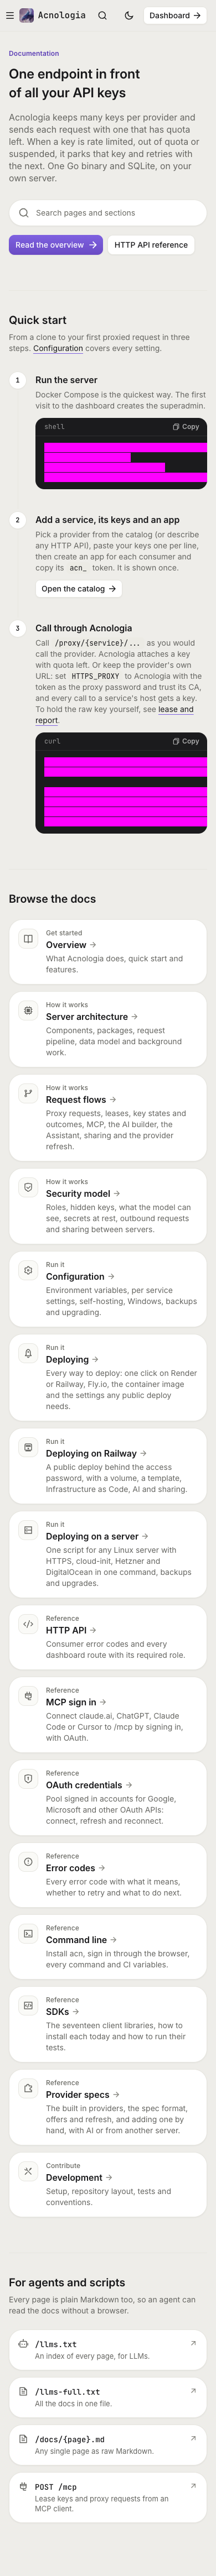 Acnologia
Dashboard →
Documentation
One endpoint in front
of all your API keys
Acnologia keeps many keys per provider and
sends each request with one that has quota
left. When a key is rate limited, out of quota or
suspended, it parks that key and retries with
the next. One Go binary and SQLite, on your
own server.
Search pages and sections
Read the overview →
HTTP API reference
Quick start
From a clone to your first proxied request in three
steps. Configuration covers every setting.
1
Run the server
Docker Compose is the quickest way. The first
visit to the dashboard creates the superadmin.
shell
Copy
2
Add a service, its keys and an app
Pick a provider from the catalog (or describe
any HTTP API), paste your keys one per line,
then create an app for each consumer and
copy its acn_ token. It is shown once.
Open the catalog →
3
Call through Acnologia
Call /proxy/{service}/... as you would
call the provider. Acnologia attaches a key
with quota left. Or keep the provider's own
URL: set HTTPS_PROXY to Acnologia with the
token as the proxy password and trust its CA,
and every call to a service's host gets a key.
To hold the raw key yourself, see lease and
report.
curl
Copy
Browse the docs
Get started
Overview →
What Acnologia does, quick start and
features.
How it works
Server architecture →
Components, packages, request
pipeline, data model and background
work.
How it works
Request flows →
Proxy requests, leases, key states and
outcomes, MCP, the AI builder, the
Assistant, sharing and the provider
refresh.
How it works
Security model →
Roles, hidden keys, what the model can
see, secrets at rest, outbound requests
and sharing between servers.
Run it
Configuration →
Environment variables, per service
settings, self-hosting, Windows, backups
and upgrading.
Run it
Deploying →
Every way to deploy: one click on Render
or Railway, Fly.io, the container image
and the settings any public deploy
needs.
Run it
Deploying on Railway →
A public deploy behind the access
password, with a volume, a template,
Infrastructure as Code, AI and sharing.
Run it
Deploying on a server →
One script for any Linux server with
HTTPS, cloud-init, Hetzner and
DigitalOcean in one command, backups
and upgrades.
Reference
HTTP API →
Consumer error codes and every
dashboard route with its required role.
Reference
MCP sign in →
Connect claude.ai, ChatGPT, Claude
Code or Cursor to /mcp by signing in,
with OAuth.
Reference
OAuth credentials →
Pool signed in accounts for Google,
Microsoft and other OAuth APIs:
connect, refresh and reconnect.
Reference
Error codes →
Every error code with what it means,
whether to retry and what to do next.
Reference
Command line →
Install acn, sign in through the browser,
every command and CI variables.
Reference
SDKs →
The seventeen client libraries, how to
install each today and how to run their
tests.
Reference
Provider specs →
The built in providers, the spec format,
offers and refresh, and adding one by
hand, with AI or from another server.
Contribute
Development →
Setup, repository layout, tests and
conventions.
For agents and scripts
Every page is plain Markdown too, so an agent can
read the docs without a browser.
/llms.txt
An index of every page, for LLMs.
/llms-full.txt
All the docs in one file.
/docs/{page}.md
Any single page as raw Markdown.
POST /mcp
Lease keys and proxy requests from an
MCP client.